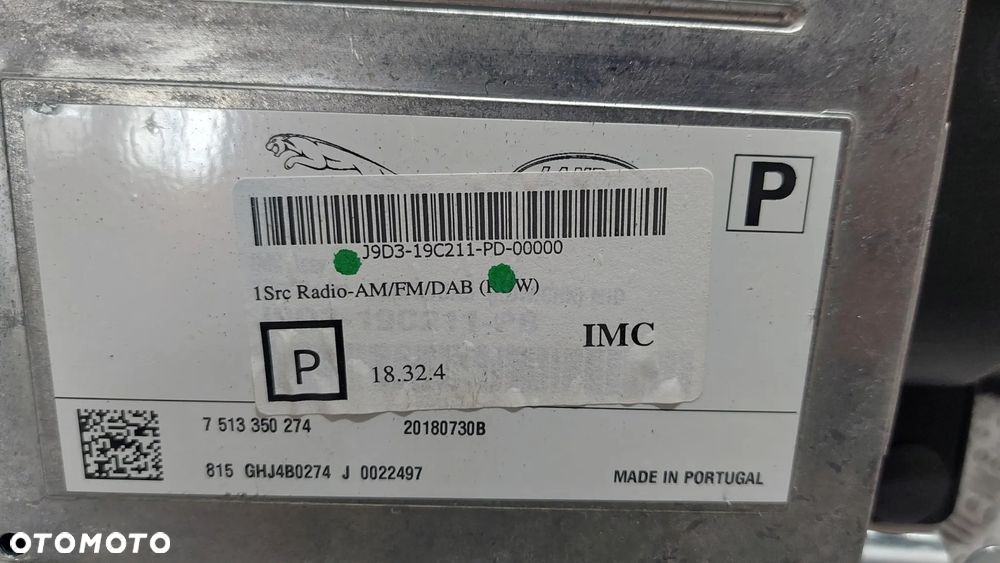 P
J9D3-19C211-PD-00000
1Src Radio-AM/FM/DAB (ROW)
IMC
P
18.32.4
7 513 350 274
20180730B
815 GHJ4B0274 J 0022497
MADE IN PORTUGAL
OTOMOTO